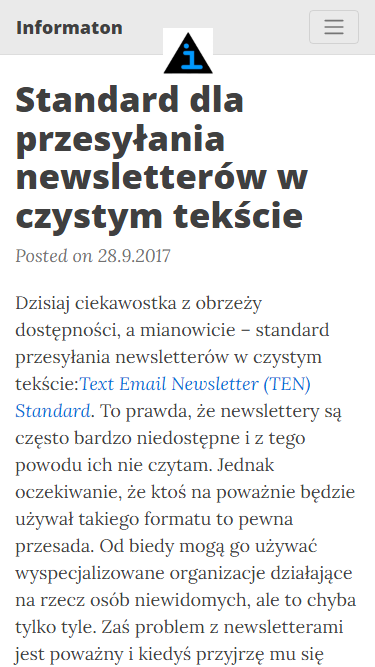 Informaton
i
Standard dla
przesyłania
newsletterów w
czystym tekście
Posted on 28.9.2017
Dzisiaj ciekawostka z obrzeży
dostępności, a mianowicie – standard
przesyłania newsletterów w czystym
tekście:Text Email Newsletter (TEN)
Standard. To prawda, że newslettery są
często bardzo niedostępne i z tego
powodu ich nie czytam. Jednak
oczekiwanie, że ktoś na poważnie będzie
używał takiego formatu to pewna
przesada. Od biedy mogą go używać
wyspecjalizowane organizacje działające
na rzecz osób niewidomych, ale to chyba
tylko tyle. Zaś problem z newsletterami
jest poważny i kiedyś przyjrzę mu się